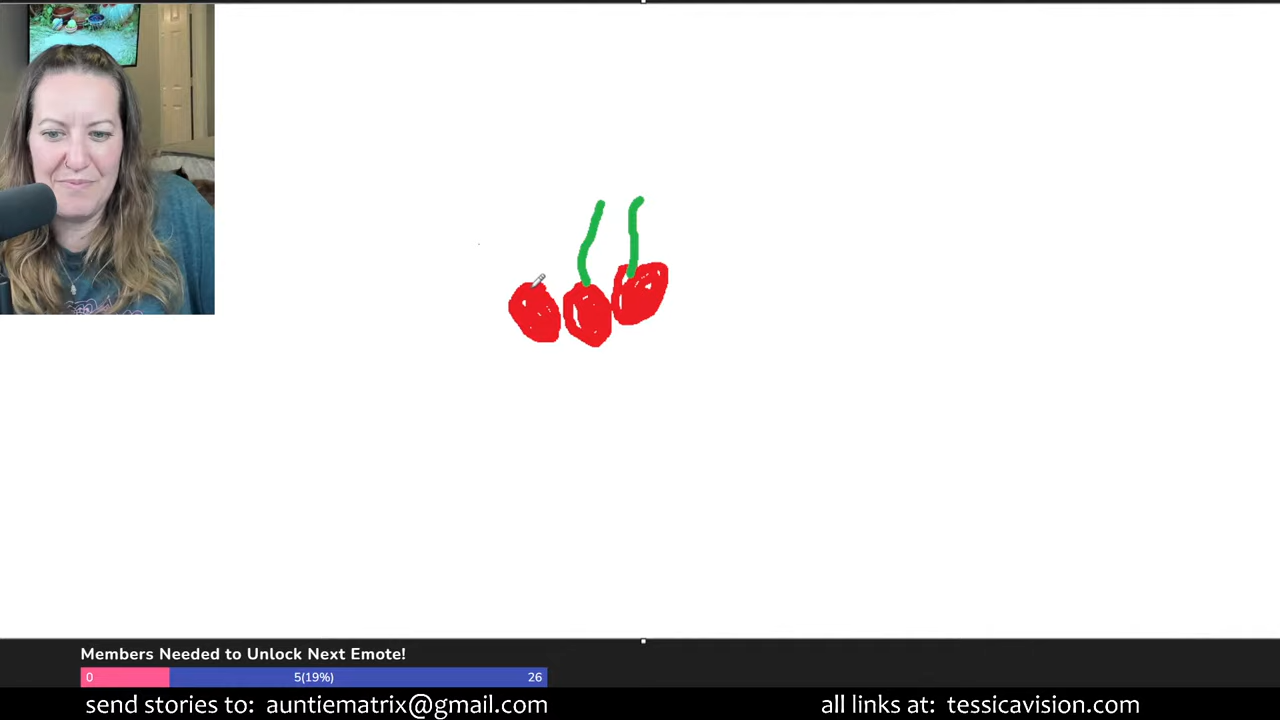 Members Needed to Unlock Next Emote!
0 5(19%) 26
send stories to: auntiematrix@gmail.com
all links at: tessicavision.com